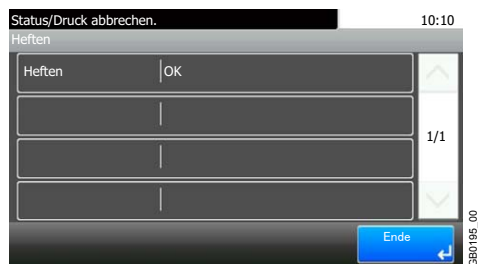 Status/Druck abbrechen. 10:10
Heften
Heften OK
1/1
Ende
GB0195_00